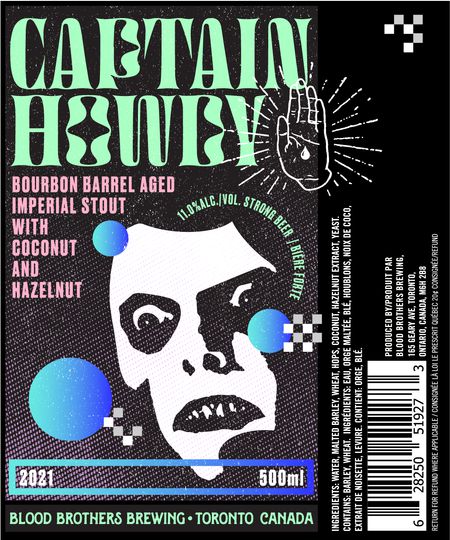 CAPTAIN
HOWDY
BOURBON BARREL AGED
IMPERIAL STOUT
WITH
COCONUT
AND
HAZELNUT
11.0%ALC./VOL. STRONG BEER / BIÈRE FORTE
2021
500ml
BLOOD BROTHERS BREWING • TORONTO CANADA
INGREDIENTS: WATER, MALTED BARLEY, WHEAT, HOPS, COCONUT, HAZELNUT EXTRACT, YEAST.
CONTAINS: BARLEY, WHEAT. INGRÉDIENTS: EAU, ORGE MALTÉE, BLÉ, HOUBLONS, NOIX DE COCO,
EXTRAIT DE NOISETTE, LEVURE. CONTIENT: ORGE, BLÉ.
PRODUCED BY/PRODUIT PAR
BLOOD BROTHERS BREWING,
165 GEARY AVE, TORONTO,
ONTARIO, CANADA, M6H 2B8
6 28250 51927 3
RETURN FOR REFUND WHERE APPLICABLE / CONSIGNÉE LÀ OÙ LA LOI LE PRESCRIT QUÉBEC 20¢ CONSIGNÉE/REFUND